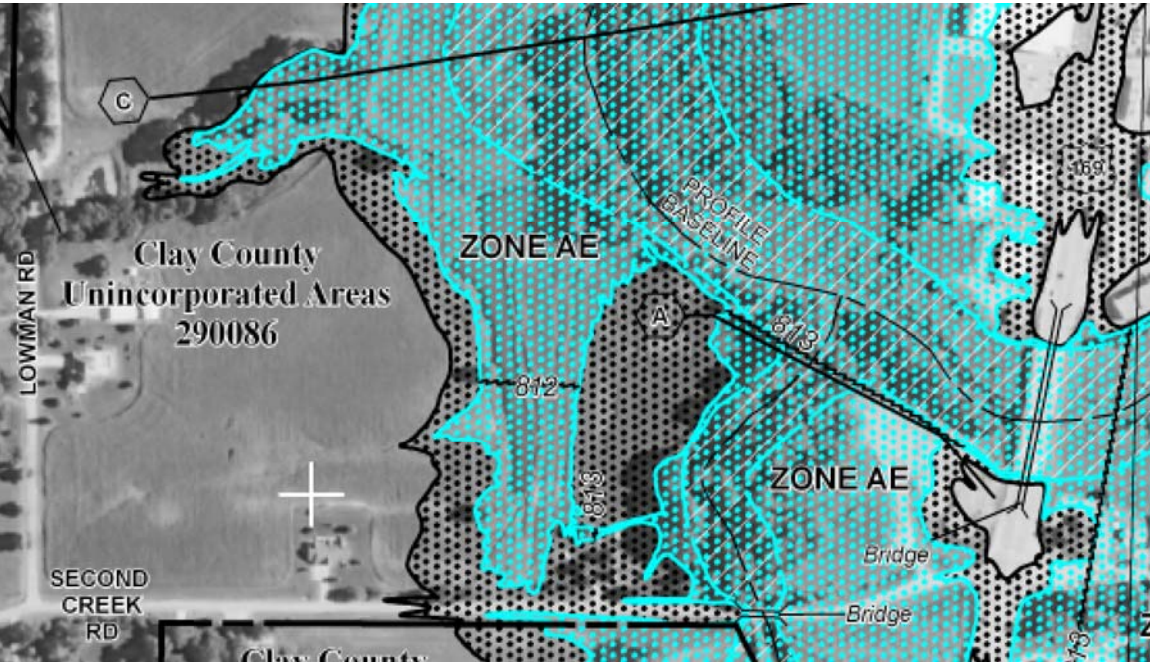 C
169
PROFILE
BASELINE
ZONE AE
Clay County
Unincorporated Areas
290086
LOWMAN RD
A
813
812
ZONE AE
813
Bridge
SECOND
CREEK
RD
Bridge
13
Z
Clay County